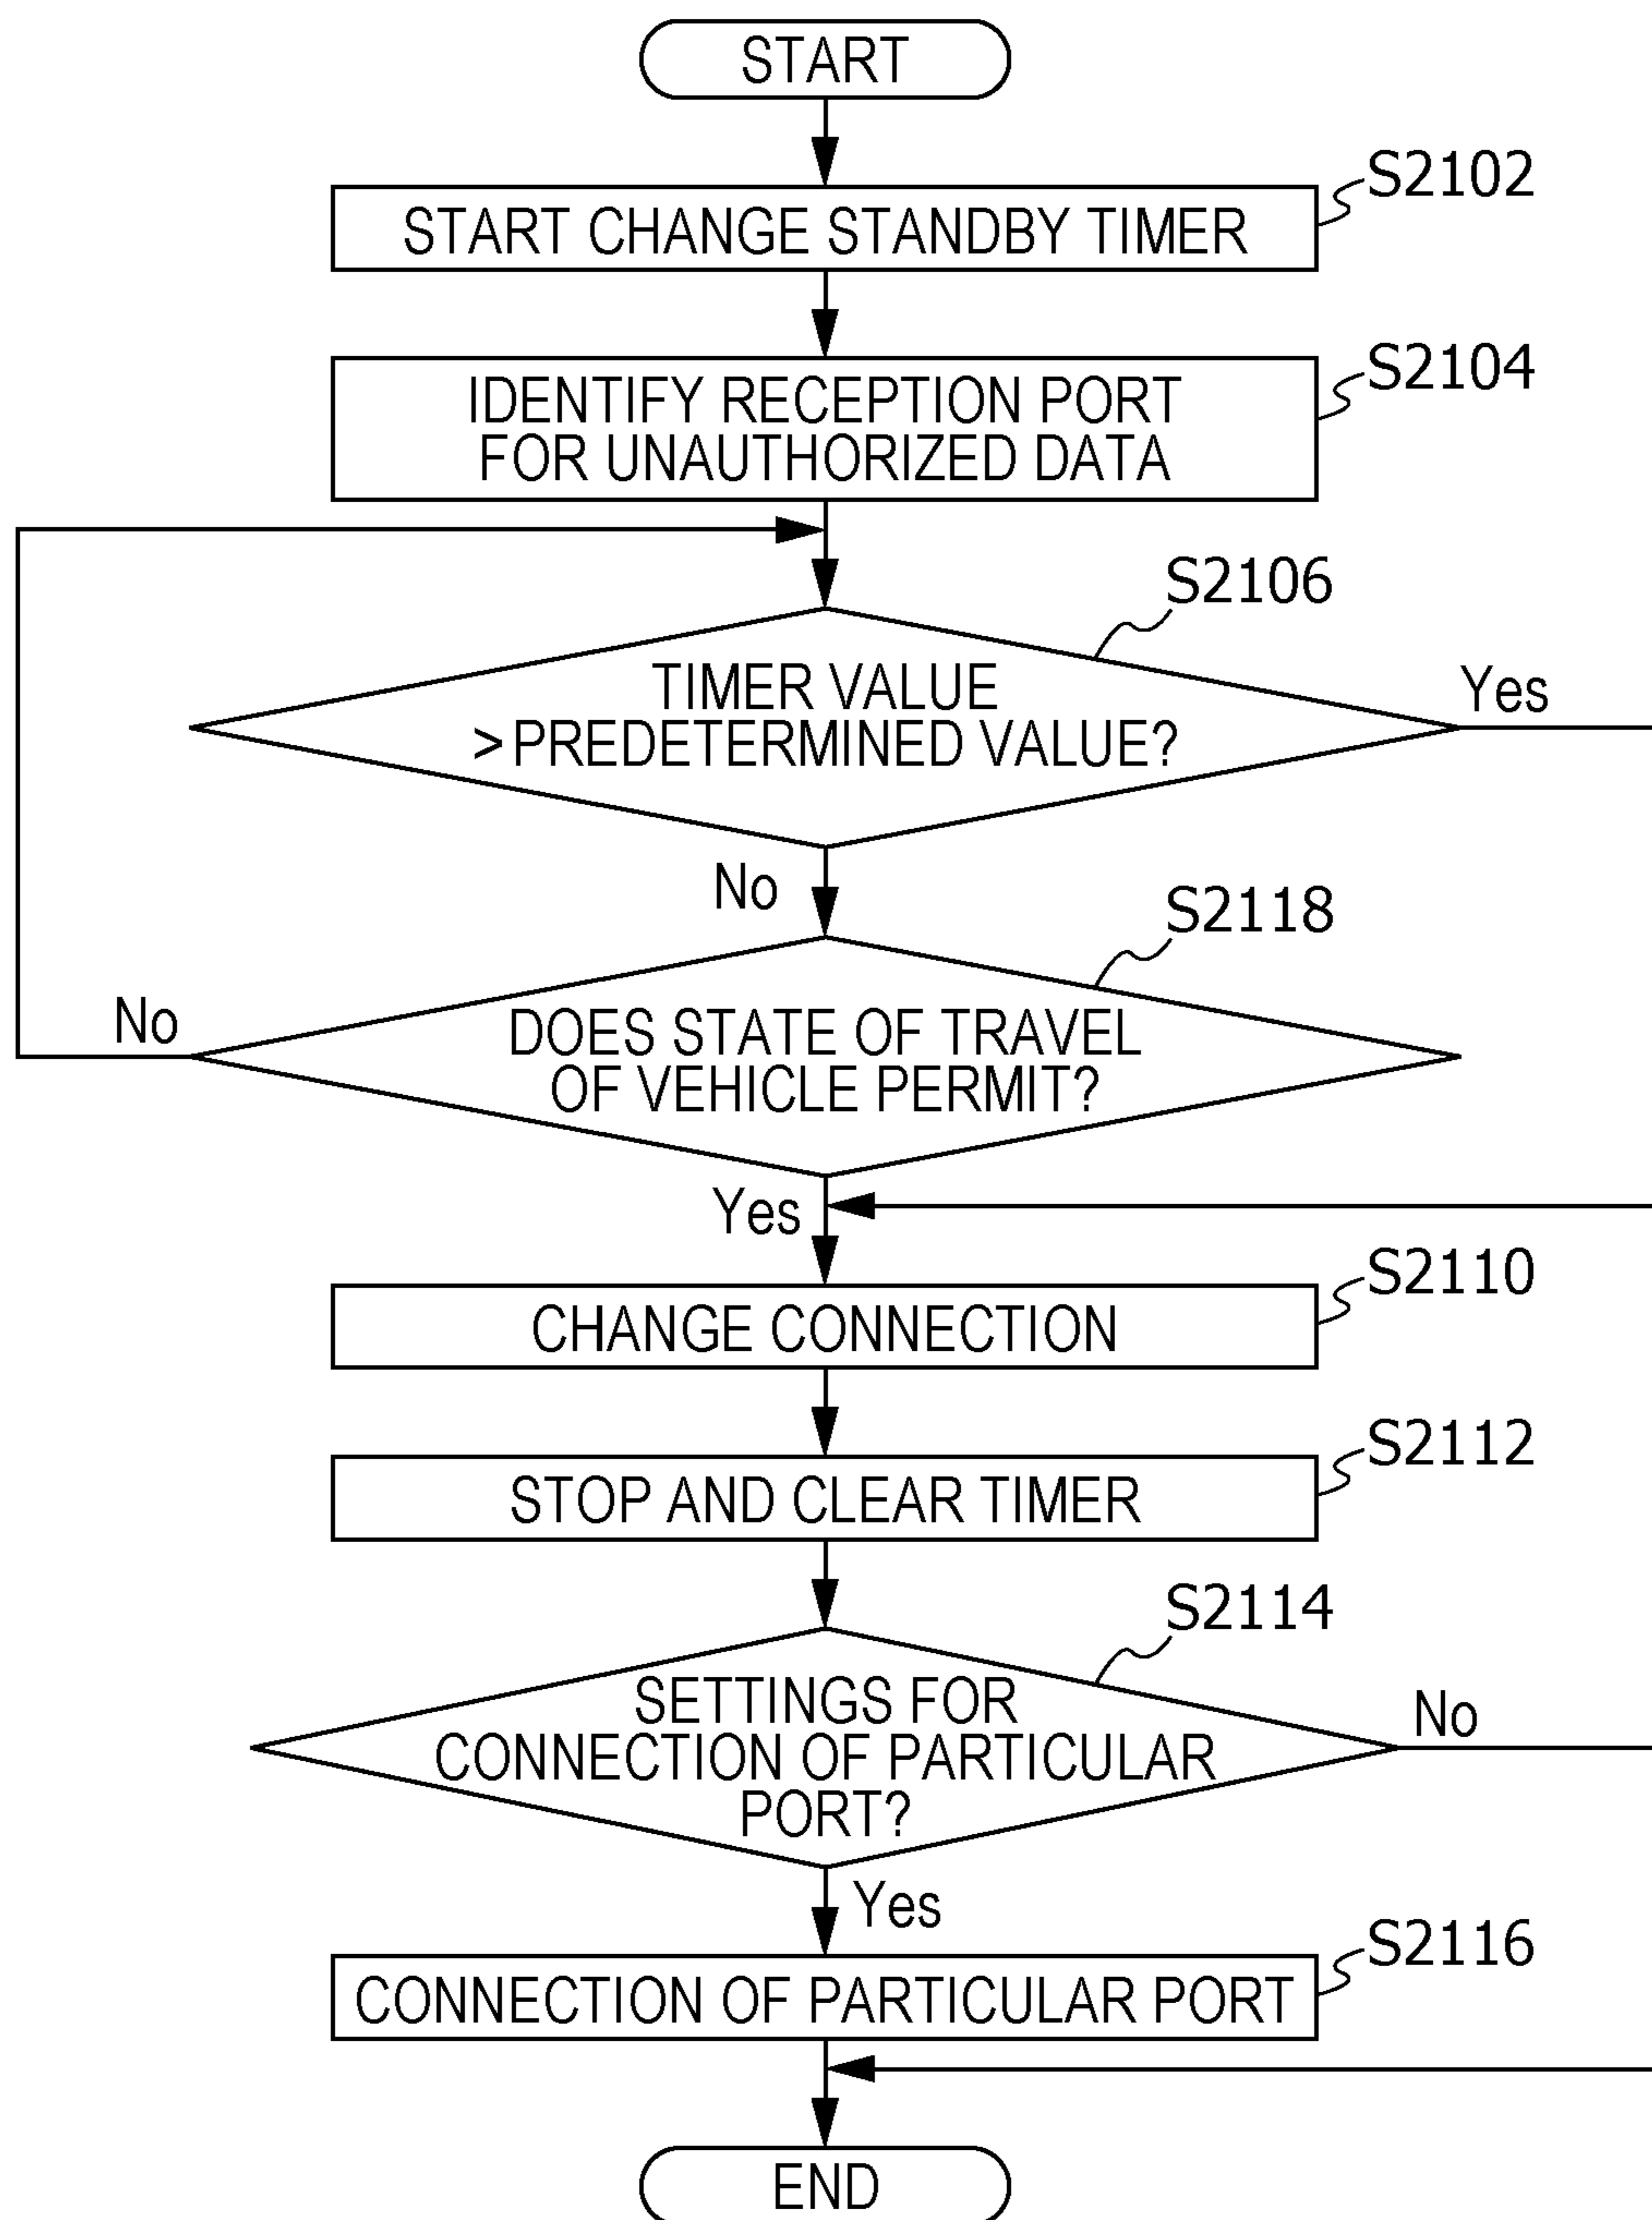 START
S2102
START CHANGE STANDBY TIMER
S2104
IDENTIFY RECEPTION PORT
FOR UNAUTHORIZED DATA
S2106
TIMER VALUE
>PREDETERMINED VALUE?
Yes
No
S2118
No
DOES STATE OF TRAVEL
OF VEHICLE PERMIT?
Yes
S2110
CHANGE CONNECTION
S2112
STOP AND CLEAR TIMER
S2114
SETTINGS FOR
CONNECTION OF PARTICULAR
PORT?
No
Yes
S2116
CONNECTION OF PARTICULAR PORT
END